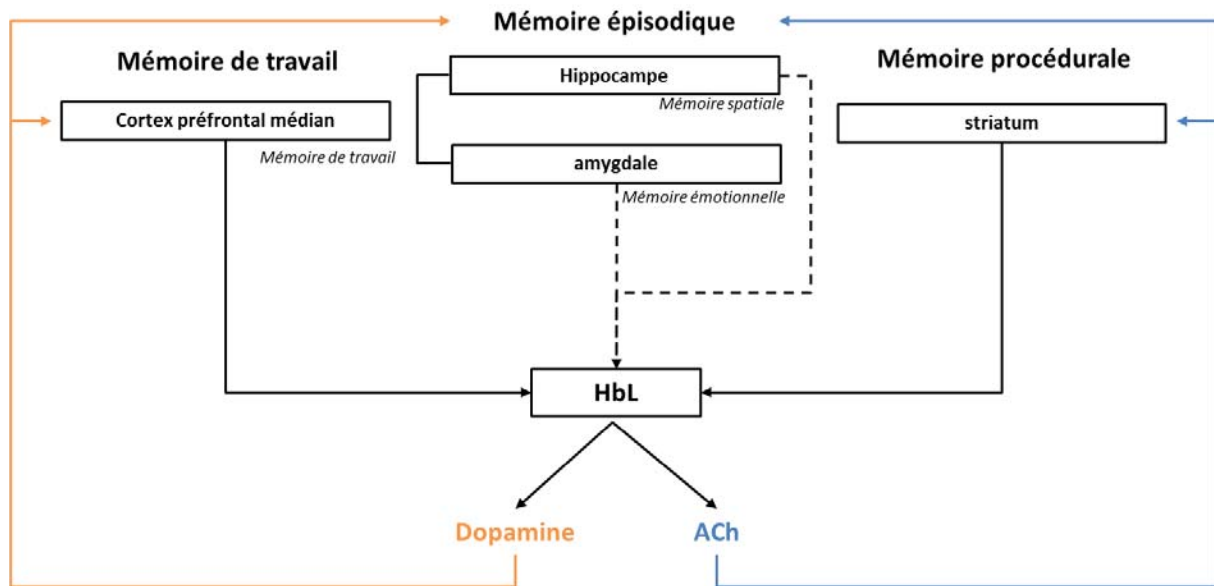 Mémoire épisodique
Mémoire de travail
Mémoire procédurale
Hippocampe
Mémoire spatiale
Cortex préfrontal médian
striatum
Mémoire de travail
amygdale
Mémoire émotionnelle
HbL
Dopamine
ACh